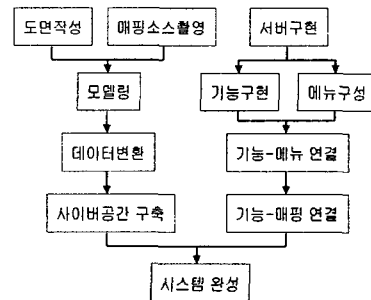 도면작성
매핑소스촬영
서버구현
모델링
기능구현
메뉴구성
데이터변환
기능-메뉴 연결
사이버공간 구축
기능-매핑 연결
시스템 완성